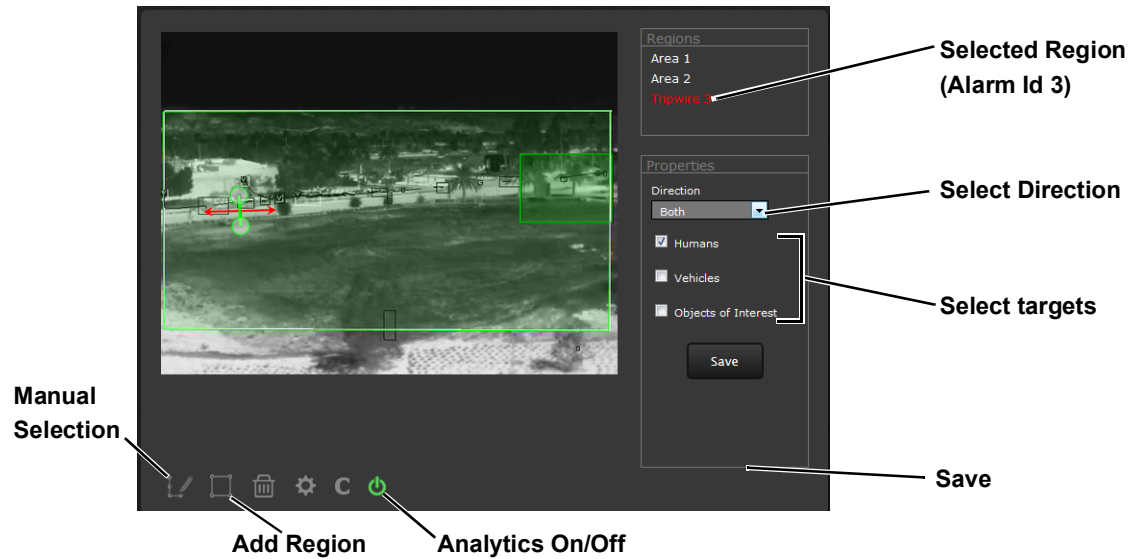 Regions
Area 1
Area 2
Tripwire 3
Selected Region
(Alarm Id 3)
Properties
Direction
Both
Select Direction
Humans
Vehicles
Objects of Interest
Select targets
Save
Manual
Selection
Save
C
Add Region
Analytics On/Off